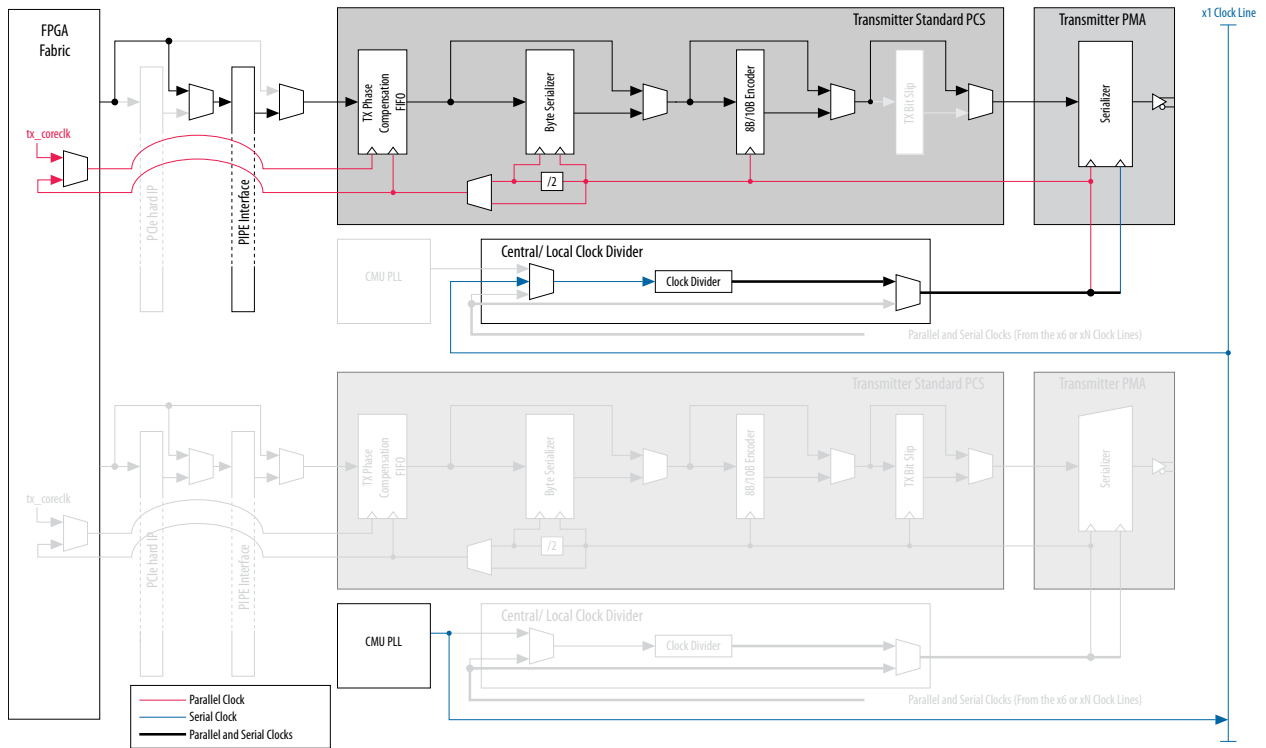 FPGA
Fabric
Transmitter Standard PCS
Transmitter PMA
x1 Clock Line
tx_coreclk
PCIe hard IP
PIPE Interface
TX Phase
Compensation
FIFO
Byte Serializer
8B/10B Encoder
TX Bit Slip
Serializer
/2
CMU PLL
Central/ Local Clock Divider
Clock Divider
Parallel and Serial Clocks (From the x6 or xN Clock Lines)
Transmitter Standard PCS
Transmitter PMA
tx_coreclk
PCIe hard IP
PIPE Interface
TX Phase
Compensation
FIFO
Byte Serializer
8B/10B Encoder
TX Bit Slip
Serializer
/2
CMU PLL
Central/ Local Clock Divider
Clock Divider
Parallel and Serial Clocks (From the x6 or xN Clock Lines)
Parallel Clock
Serial Clock
Parallel and Serial Clocks